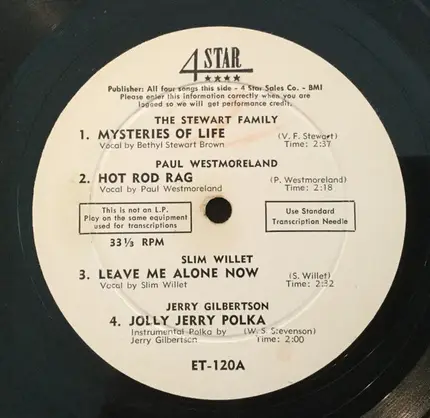 4 STAR
★★★★
Publisher: All four songs this side - 4 Star Sales Co. - BMI
Please enter this information correctly when you are
logged so we will get performance credit.
THE STEWART FAMILY
1. MYSTERIES OF LIFE (V. F. Stewart)
Vocal by Bethyl Stewart Brown Time: 2:37
PAUL WESTMORELAND
2. HOT ROD RAG (P. Westmoreland)
Vocal by Paul Westmoreland Time: 2:18
This is not an L.P.
Play on the same equipment
used for transcriptions
Use Standard
Transcription Needle
33⅓ RPM
SLIM WILLET
3. LEAVE ME ALONE NOW (S. Willet)
Vocal by Slim Willet Time: 2:32
JERRY GILBERTSON
4. JOLLY JERRY POLKA
Instrumental Polka by (W. S. Stevenson)
Jerry Gilbertson Time: 2:00
ET-120A